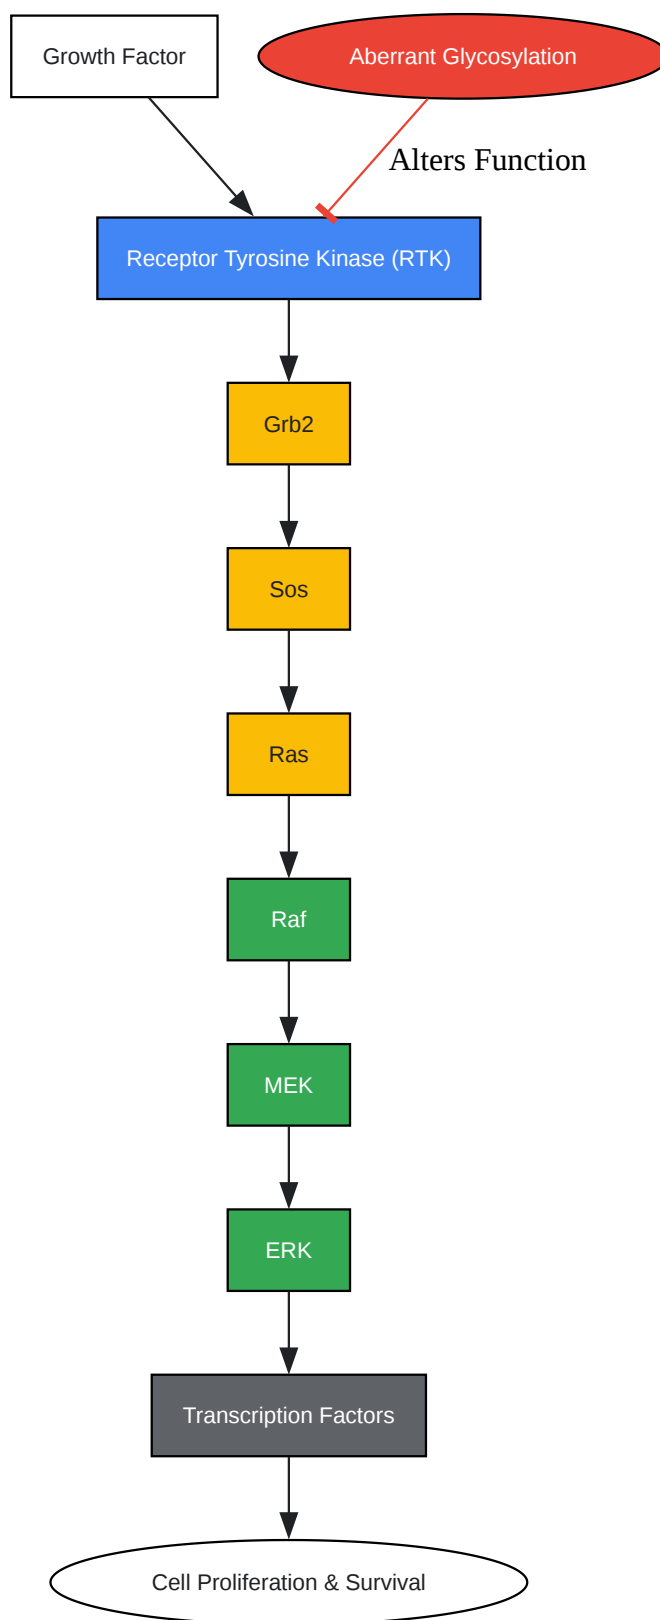 Growth Factor
Aberrant Glycosylation
Alters Function
Receptor Tyrosine Kinase (RTK)
Grb2
Sos
Ras
Raf
MEK
ERK
Transcription Factors
Cell Proliferation & Survival